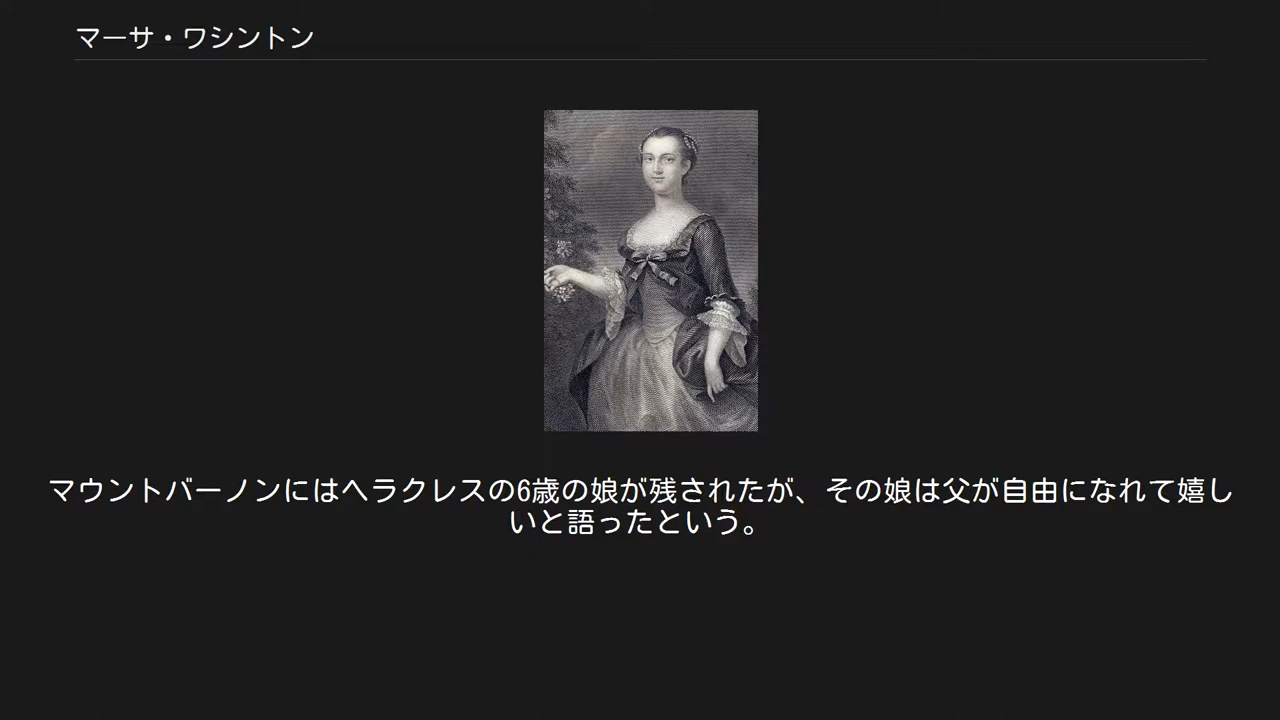 マーサ・ワシントン
マウントバーノンにはヘラクレスの6歳の娘が残されたが、その娘は父が自由になれて嬉し
いと語ったという。